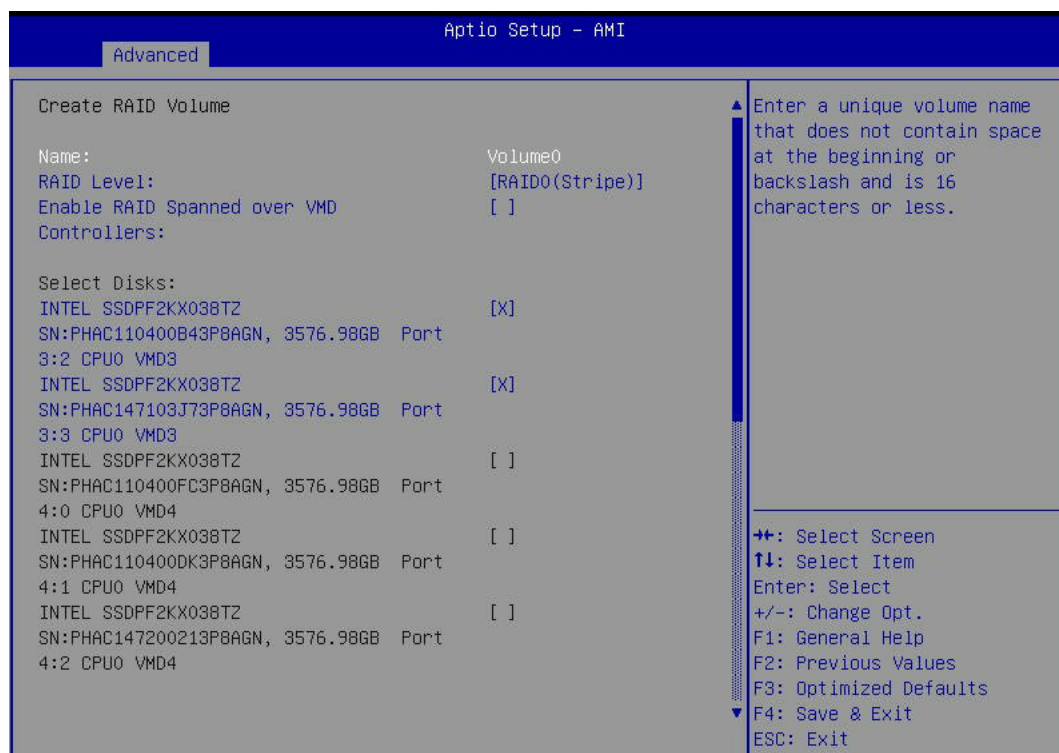 Aptio Setup – AMI
Advanced
Create RAID Volume
Name: Volume0
RAID Level: [RAID0(Stripe)]
Enable RAID Spanned over VMD [ ]
Controllers:
Select Disks:
INTEL SSDPF2KX038TZ [X]
SN:PHAC110400B43P8AGN, 3576.98GB Port
3:2 CPU0 VMD3
INTEL SSDPF2KX038TZ [X]
SN:PHAC147103J73P8AGN, 3576.98GB Port
3:3 CPU0 VMD3
INTEL SSDPF2KX038TZ [ ]
SN:PHAC110400FC3P8AGN, 3576.98GB Port
4:0 CPU0 VMD4
INTEL SSDPF2KX038TZ [ ]
SN:PHAC110400DK3P8AGN, 3576.98GB Port
4:1 CPU0 VMD4
INTEL SSDPF2KX038TZ [ ]
SN:PHAC147200213P8AGN, 3576.98GB Port
4:2 CPU0 VMD4
Enter a unique volume name
that does not contain space
at the beginning or
backslash and is 16
characters or less.
→←: Select Screen
↑↓: Select Item
Enter: Select
+/-: Change Opt.
F1: General Help
F2: Previous Values
F3: Optimized Defaults
F4: Save & Exit
ESC: Exit